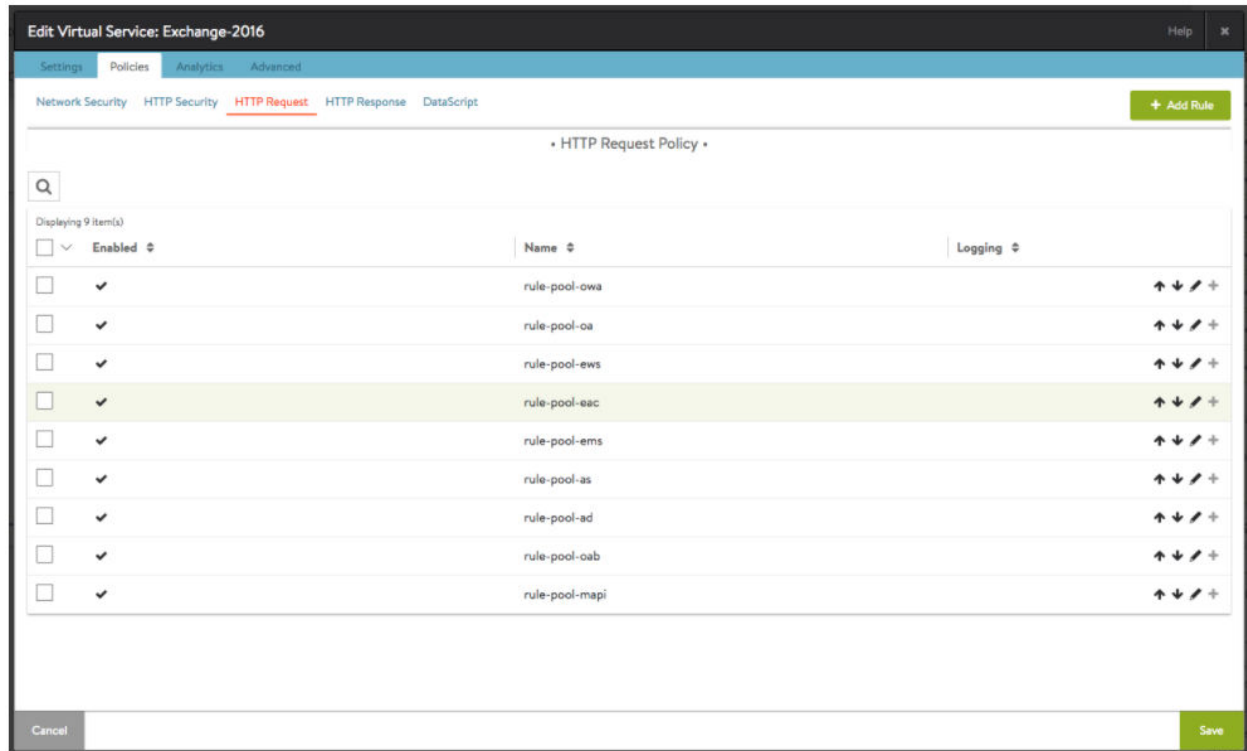 Edit Virtual Service: Exchange-2016 Help
Settings Policies Analytics Advanced
Network Security HTTP Security HTTP Request HTTP Response DataScript + Add Rule
• HTTP Request Policy •
Displaying 9 item(s)
Enabled Name Logging
rule-pool-owa
rule-pool-oa
rule-pool-ews
rule-pool-eac
rule-pool-ems
rule-pool-as
rule-pool-ad
rule-pool-oab
rule-pool-mapi
Cancel Save